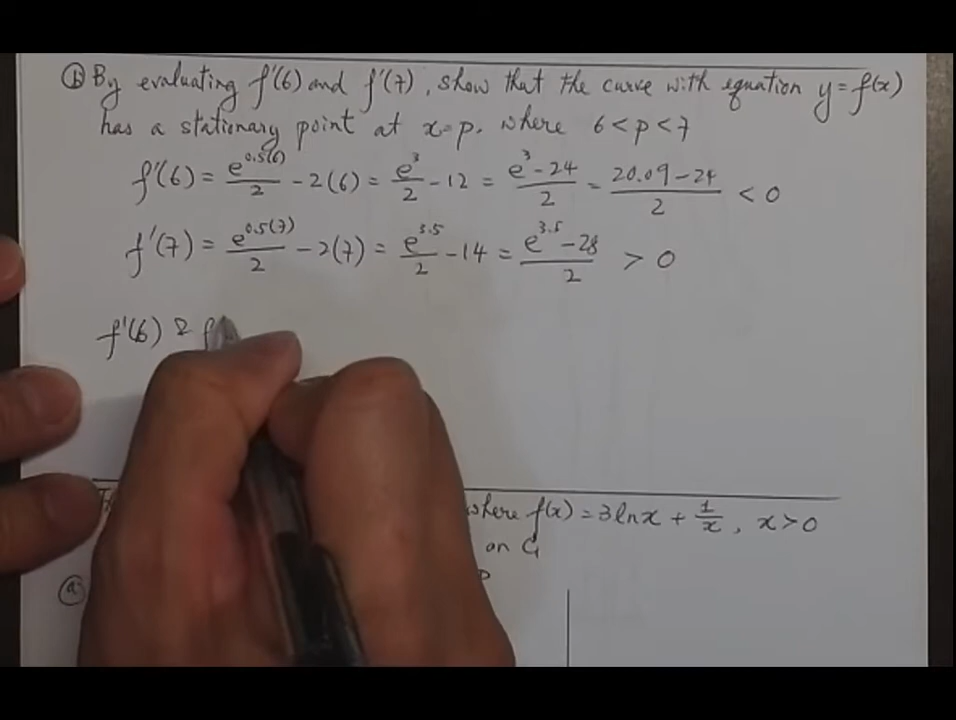 ⓑ By evaluating f'(6) and f'(7), show that the curve with equation y = f(x)
has a stationary point at x=p, where 6 < p < 7
f'(6) = e^0.5(6)/2 - 2(6) = e^3/2 - 12 = (e^3 - 24)/2 = (20.09 - 24)/2 < 0
f'(7) = e^0.5(7)/2 - 2(7) = e^3.5/2 - 14 = (e^3.5 - 28)/2 > 0
f'(6) & f
where f(x) = 3lnx + 1/x, x>0
on C₁
ⓐ